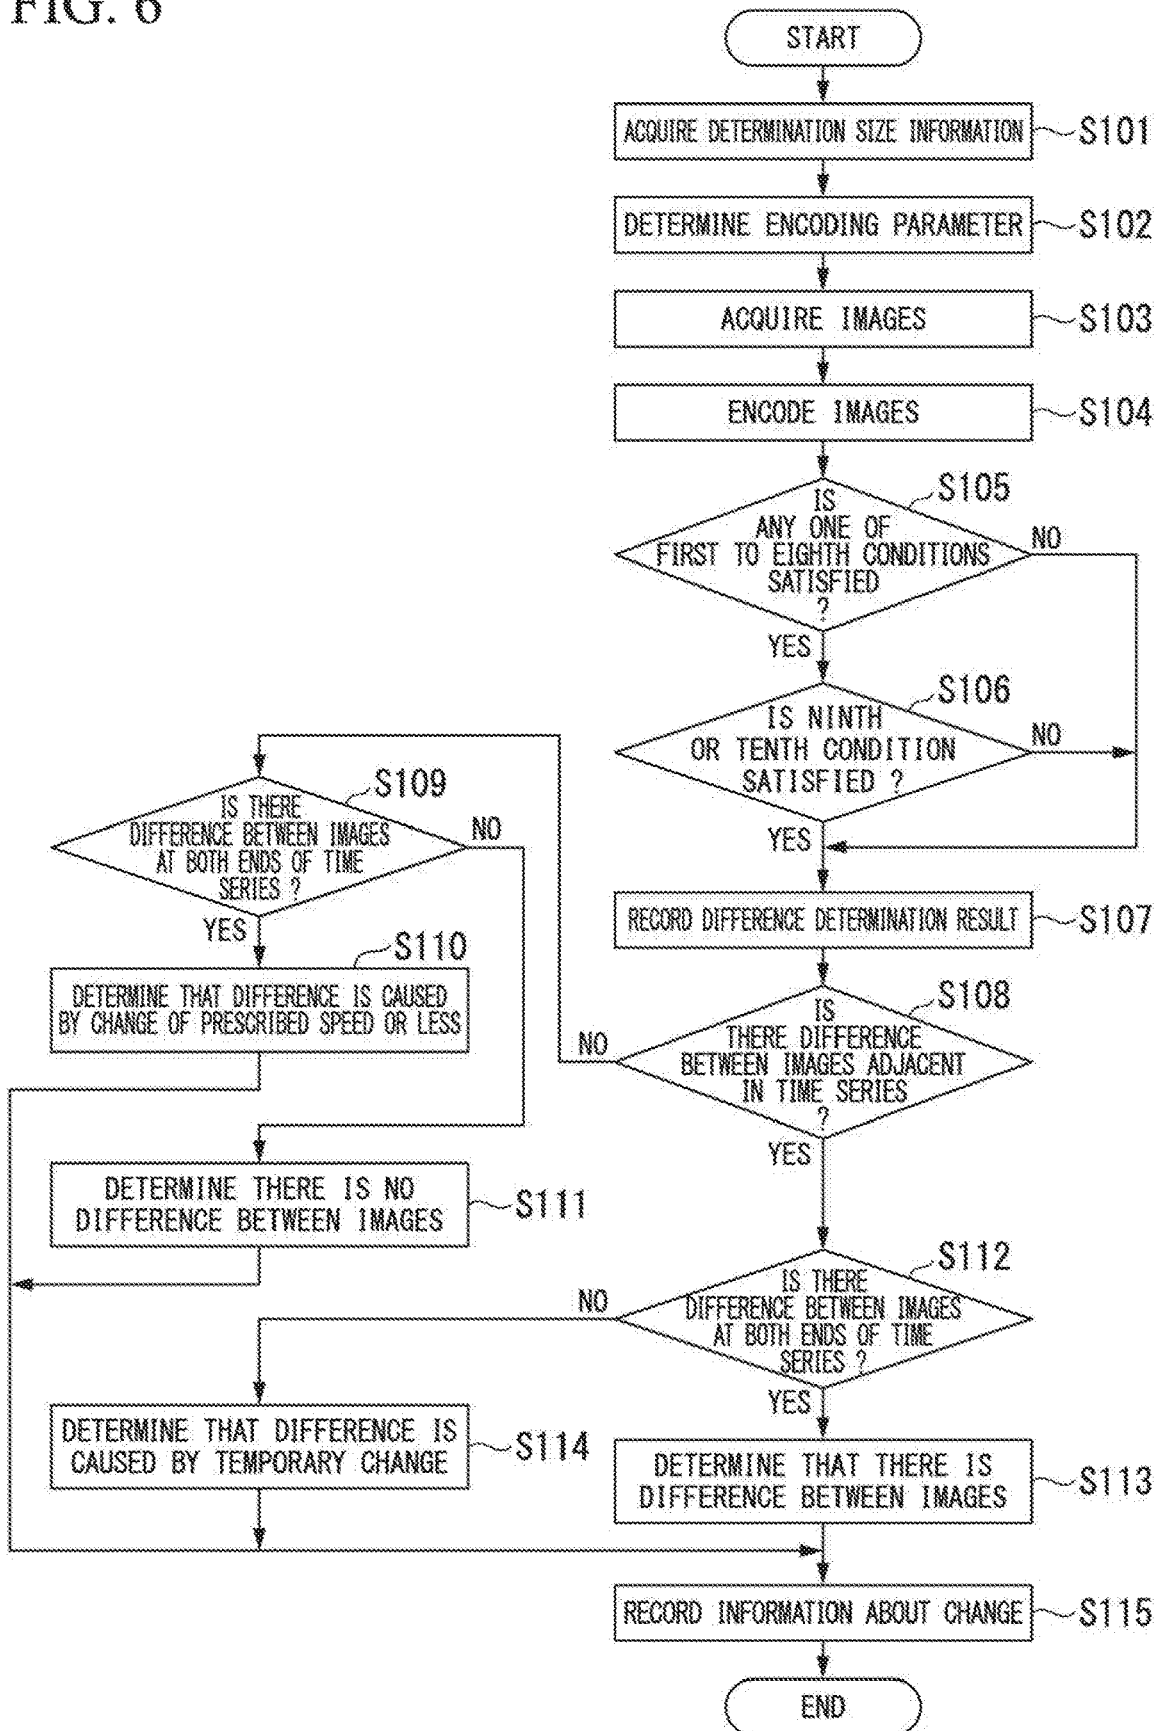 FIG. 6
START
ACQUIRE DETERMINATION SIZE INFORMATION
S101
DETERMINE ENCODING PARAMETER
S102
ACQUIRE IMAGES
S103
ENCODE IMAGES
S104
S105
IS
ANY ONE OF
FIRST TO EIGHTH CONDITIONS
SATISFIED
?
NO
YES
S106
IS NINTH
OR TENTH CONDITION
SATISFIED ?
NO
YES
RECORD DIFFERENCE DETERMINATION RESULT
S107
S108
IS
THERE DIFFERENCE
BETWEEN IMAGES ADJACENT
IN TIME SERIES
?
NO
YES
S109
IS THERE
DIFFERENCE BETWEEN IMAGES
AT BOTH ENDS OF TIME
SERIES ?
NO
YES
S110
DETERMINE THAT DIFFERENCE IS CAUSED
BY CHANGE OF PRESCRIBED SPEED OR LESS
DETERMINE THERE IS NO
DIFFERENCE BETWEEN IMAGES
S111
S112
IS THERE
DIFFERENCE BETWEEN IMAGES
AT BOTH ENDS OF TIME
SERIES ?
NO
YES
DETERMINE THAT DIFFERENCE IS
CAUSED BY TEMPORARY CHANGE
S114
DETERMINE THAT THERE IS
DIFFERENCE BETWEEN IMAGES
S113
RECORD INFORMATION ABOUT CHANGE
S115
END